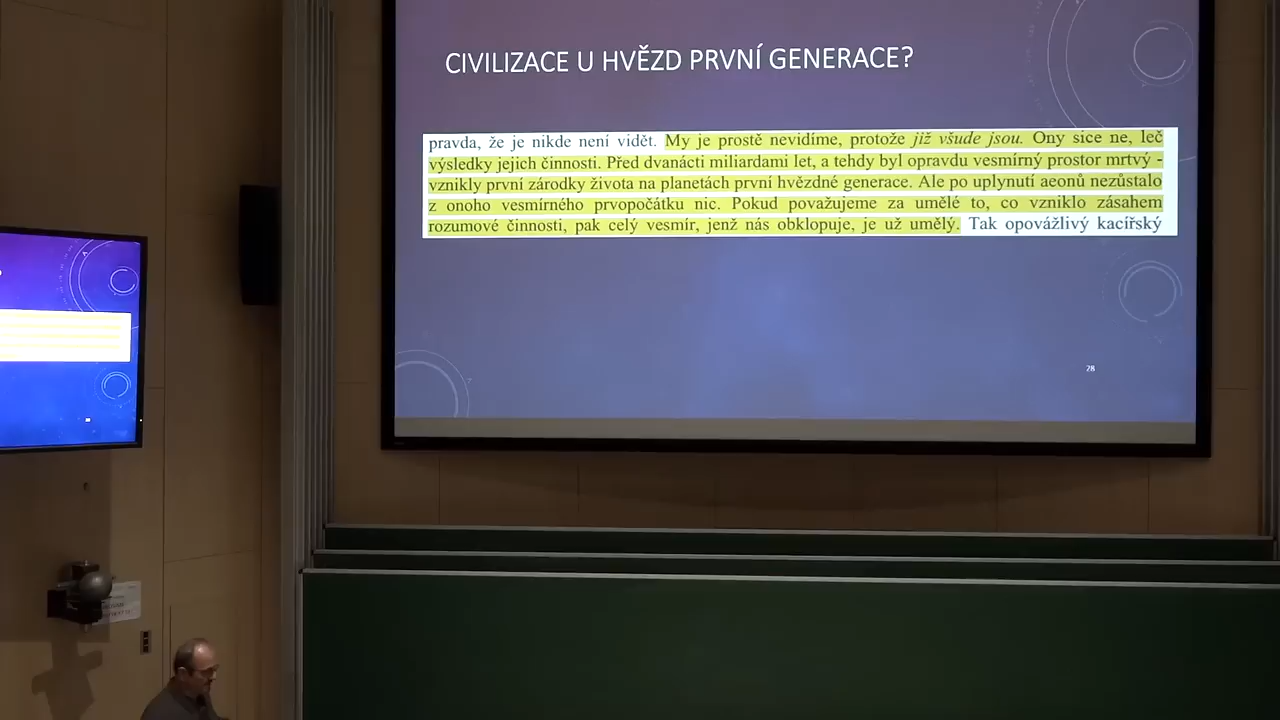 CIVILIZACE U HVĚZD PRVNÍ GENERACE?
pravda, že je nikde není vidět. My je prostě nevidíme, protože již všude jsou. Ony sice ne, leč
výsledky jejich činnosti. Před dvanácti miliardami let, a tehdy byl opravdu vesmírný prostor mrtvý -
vznikly první zárodky života na planetách první hvězdné generace. Ale po uplynutí aeonů nezůstalo
z onoho vesmírného prvopočátku nic. Pokud považujeme za umělé to, co vzniklo zásahem
rozumové činnosti, pak celý vesmír, jenž nás obklopuje, je už umělý. Tak opovážlivý kacířský
28